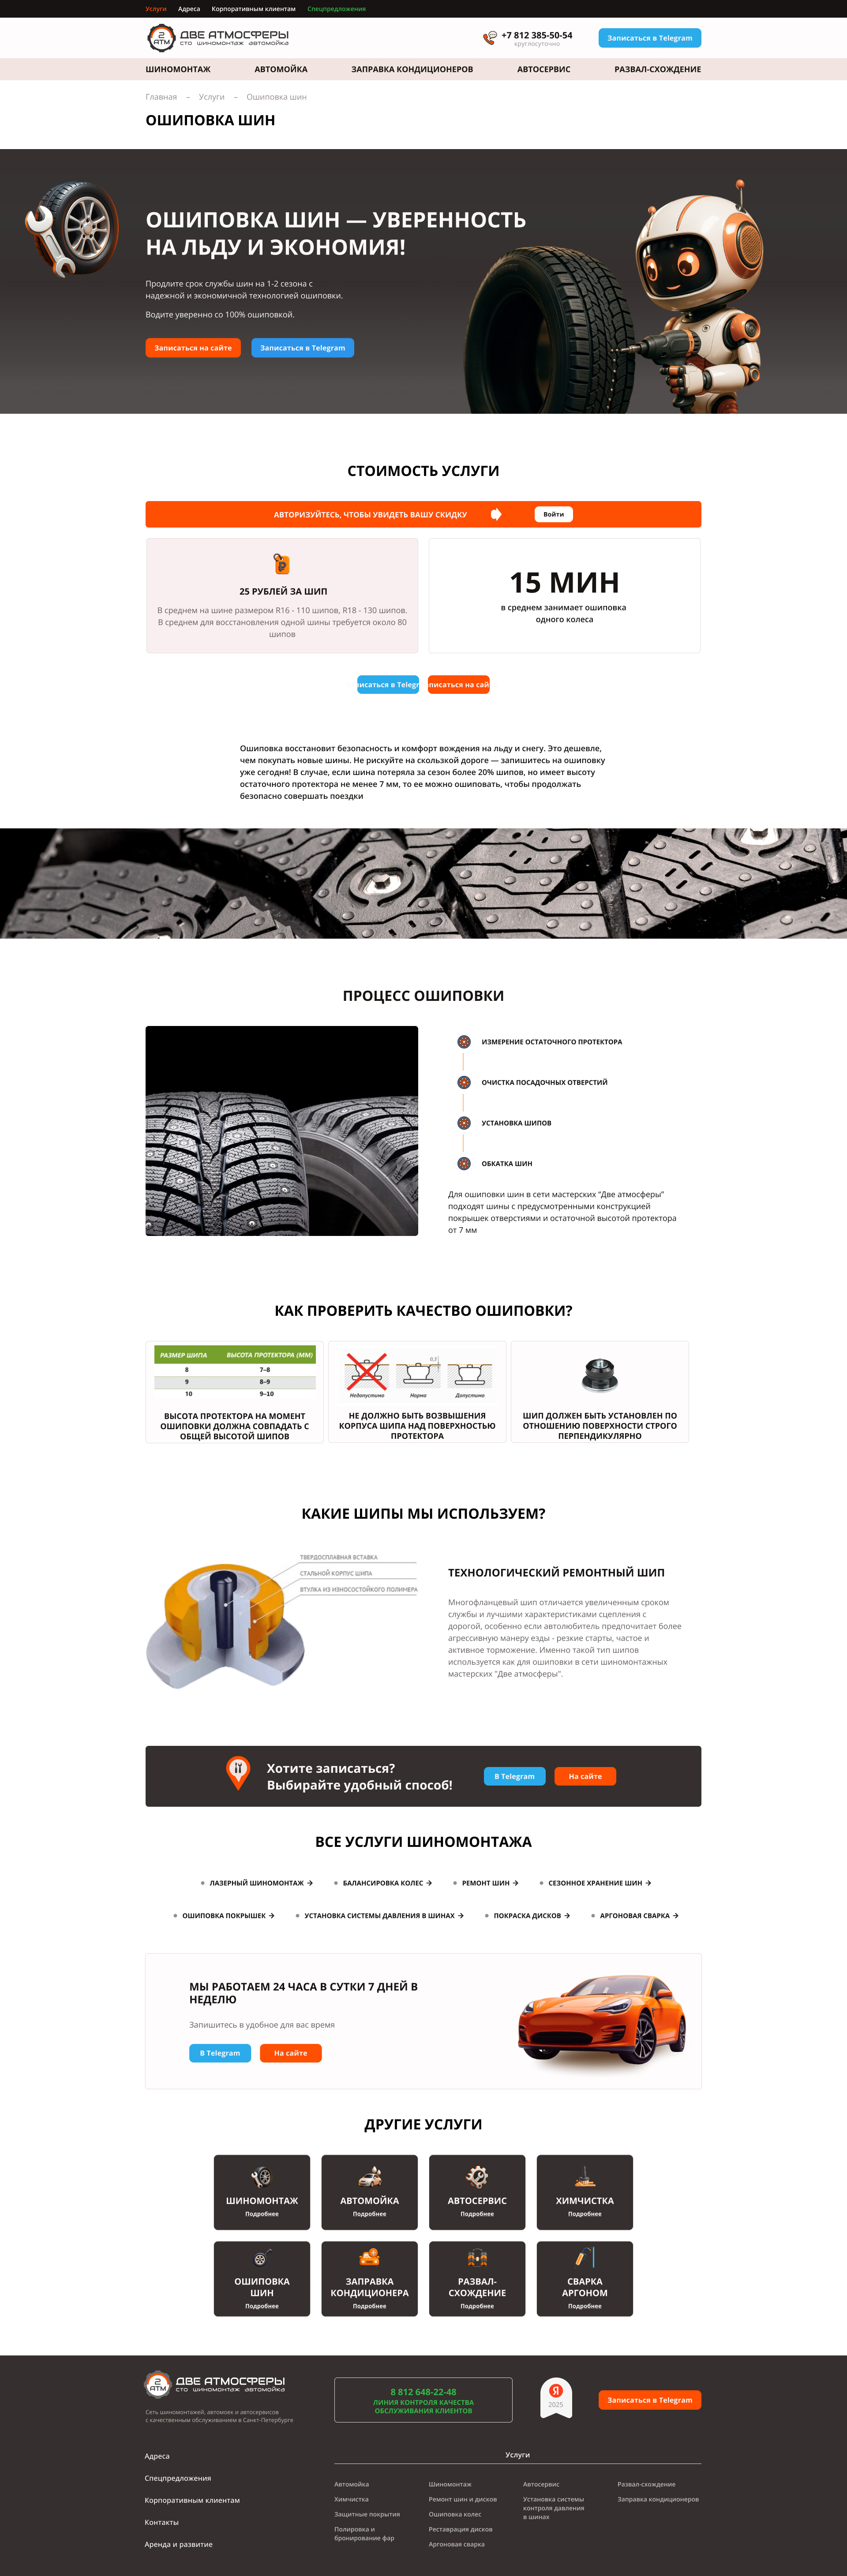 Услуги Адреса Корпоративным клиентам Спецпредложения
2 АТМ ДВЕ АТМОСФЕРЫ
сто шиномонтаж автомойка
+7 812 385-50-54
круглосуточно
Записаться в Telegram
ШИНОМОНТАЖ АВТОМОЙКА ЗАПРАВКА КОНДИЦИОНЕРОВ АВТОСЕРВИС РАЗВАЛ-СХОЖДЕНИЕ
Главная – Услуги – Ошиповка шин
ОШИПОВКА ШИН
ОШИПОВКА ШИН — УВЕРЕННОСТЬ
НА ЛЬДУ И ЭКОНОМИЯ!
Продлите срок службы шин на 1-2 сезона с
надежной и экономичной технологией ошиповки.
Водите уверенно со 100% ошиповкой.
Записаться на сайте Записаться в Telegram
СТОИМОСТЬ УСЛУГИ
АВТОРИЗУЙТЕСЬ, ЧТОБЫ УВИДЕТЬ ВАШУ СКИДКУ Войти
25 РУБЛЕЙ ЗА ШИП
В среднем на шине размером R16 - 110 шипов, R18 - 130 шипов.
В среднем для восстановления одной шины требуется около 80
шипов
15 МИН
в среднем занимает ошиповка
одного колеса
писаться в Telegr писаться на сай
Ошиповка восстановит безопасность и комфорт вождения на льду и снегу. Это дешевле,
чем покупать новые шины. Не рискуйте на скользкой дороге — запишитесь на ошиповку
уже сегодня! В случае, если шина потеряла за сезон более 20% шипов, но имеет высоту
остаточного протектора не менее 7 мм, то ее можно ошиповать, чтобы продолжать
безопасно совершать поездки
ПРОЦЕСС ОШИПОВКИ
ИЗМЕРЕНИЕ ОСТАТОЧНОГО ПРОТЕКТОРА
ОЧИСТКА ПОСАДОЧНЫХ ОТВЕРСТИЙ
УСТАНОВКА ШИПОВ
ОБКАТКА ШИН
Для ошиповки шин в сети мастерских "Две атмосферы"
подходят шины с предусмотренными конструкцией
покрышек отверстиями и остаточной высотой протектора
от 7 мм
КАК ПРОВЕРИТЬ КАЧЕСТВО ОШИПОВКИ?
РАЗМЕР ШИПА ВЫСОТА ПРОТЕКТОРА (ММ)
8 7–8
9 8–9
10 9–10
ВЫСОТА ПРОТЕКТОРА НА МОМЕНТ
ОШИПОВКИ ДОЛЖНА СОВПАДАТЬ С
ОБЩЕЙ ВЫСОТОЙ ШИПОВ
0,3
Недопустимо Норма Допустимо
НЕ ДОЛЖНО БЫТЬ ВОЗВЫШЕНИЯ
КОРПУСА ШИПА НАД ПОВЕРХНОСТЬЮ
ПРОТЕКТОРА
ШИП ДОЛЖЕН БЫТЬ УСТАНОВЛЕН ПО
ОТНОШЕНИЮ ПОВЕРХНОСТИ СТРОГО
ПЕРПЕНДИКУЛЯРНО
КАКИЕ ШИПЫ МЫ ИСПОЛЬЗУЕМ?
ТВЕРДОСПЛАВНАЯ ВСТАВКА
СТАЛЬНОЙ КОРПУС ШИПА
ВТУЛКА ИЗ ИЗНОСОСТОЙКОГО ПОЛИМЕРА
ТЕХНОЛОГИЧЕСКИЙ РЕМОНТНЫЙ ШИП
Многофланцевый шип отличается увеличенным сроком
службы и лучшими характеристиками сцепления с
дорогой, особенно если автолюбитель предпочитает более
агрессивную манеру езды - резкие старты, частое и
активное торможение. Именно такой тип шипов
используется как для ошиповки в сети шиномонтажных
мастерских "Две атмосферы".
Хотите записаться?
Выбирайте удобный способ!
В Telegram На сайте
ВСЕ УСЛУГИ ШИНОМОНТАЖА
ЛАЗЕРНЫЙ ШИНОМОНТАЖ → БАЛАНСИРОВКА КОЛЕС → РЕМОНТ ШИН → СЕЗОННОЕ ХРАНЕНИЕ ШИН →
ОШИПОВКА ПОКРЫШЕК → УСТАНОВКА СИСТЕМЫ ДАВЛЕНИЯ В ШИНАХ → ПОКРАСКА ДИСКОВ → АРГОНОВАЯ СВАРКА →
МЫ РАБОТАЕМ 24 ЧАСА В СУТКИ 7 ДНЕЙ В
НЕДЕЛЮ
Запишитесь в удобное для вас время
В Telegram На сайте
ДРУГИЕ УСЛУГИ
ШИНОМОНТАЖ АВТОМОЙКА АВТОСЕРВИС ХИМЧИСТКА
Подробнее Подробнее Подробнее Подробнее
ОШИПОВКА ЗАПРАВКА РАЗВАЛ- СВАРКА
ШИН КОНДИЦИОНЕРА СХОЖДЕНИЕ АРГОНОМ
Подробнее Подробнее Подробнее Подробнее
2 АТМ ДВЕ АТМОСФЕРЫ
сто шиномонтаж автомойка
Сеть шиномонтажей, автомоек и автосервисов
с качественным обслуживанием в Санкт-Петербурге
8 812 648-22-48
ЛИНИЯ КОНТРОЛЯ КАЧЕСТВА
ОБСЛУЖИВАНИЯ КЛИЕНТОВ
Я
2025
Записаться в Telegram
Адреса
Спецпредложения
Корпоративным клиентам
Контакты
Аренда и развитие
Услуги
Автомойка
Химчистка
Защитные покрытия
Полировка и
бронирование фар
Шиномонтаж
Ремонт шин и дисков
Ошиповка колес
Реставрация дисков
Аргоновая сварка
Автосервис
Установка системы
контроля давления
в шинах
Развал-схождение
Заправка кондиционеров